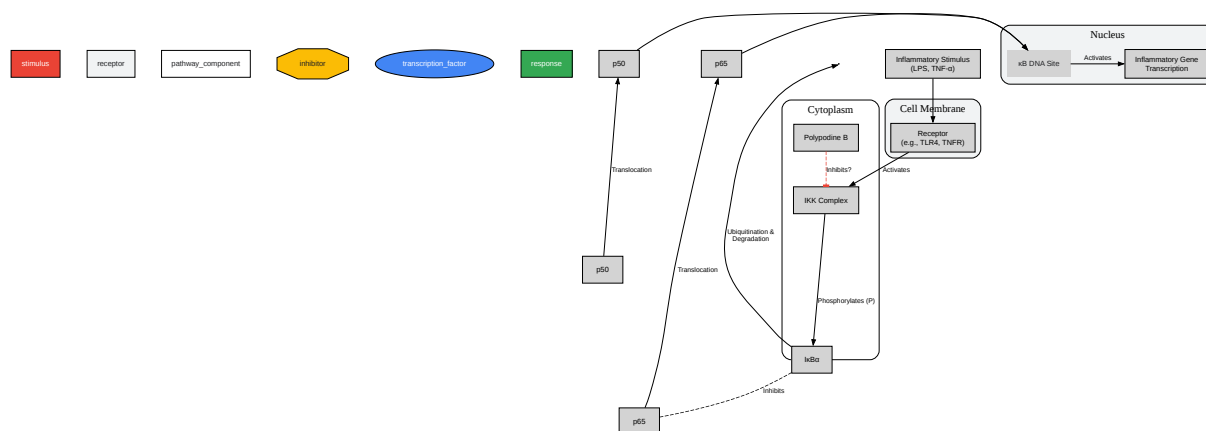 stimulus
receptor
pathway_component
inhibitor
transcription_factor
response
p50
p65
Inflammatory Stimulus
(LPS, TNF-α)
Nucleus
κB DNA Site
Activates
Inflammatory Gene
Transcription
Cytoplasm
Cell Membrane
Polypodine B
Receptor
(e.g., TLR4, TNFR)
Translocation
Inhibits?
Activates
IKK Complex
Ubiquitination &
Degradation
p50
Translocation
Phosphorylates (P)
IκBα
Inhibits
p65